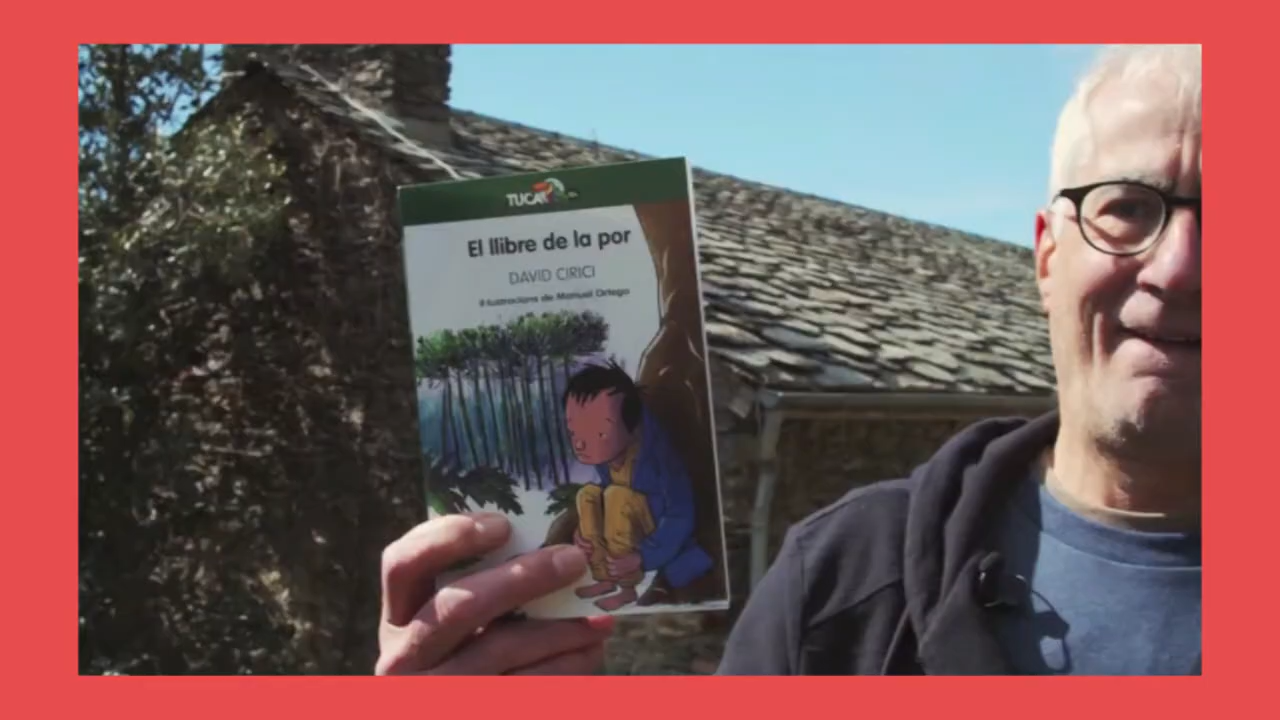 TUCAN
El llibre de la por
DAVID CIRICI
Il·lustracions de Manuel Ortega